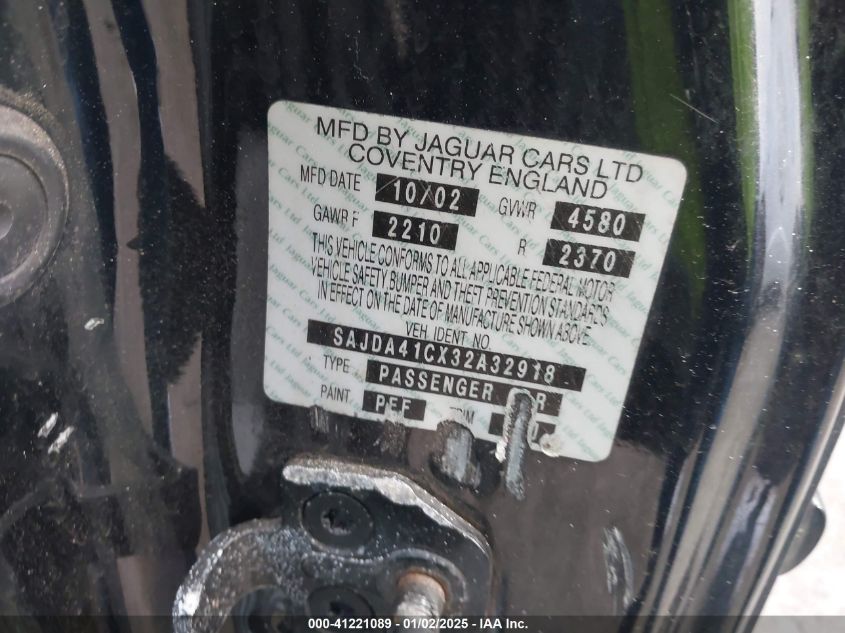 MFD BY JAGUAR CARS LTD
COVENTRY ENGLAND
MFD DATE 10/02 GVWR 4580
GAWR F 2210 R 2370
THIS VEHICLE CONFORMS TO ALL APPLICABLE FEDERAL MOTOR
VEHICLE SAFETY BUMPER AND THEFT PREVENTION STANDARDS
IN EFFECT ON THE DATE OF MANUFACTURE SHOWN ABOVE
VEH IDENT NO
SAJDA41CX32A32918
TYPE PASSENGER
PAINT PEF TRIM
000-41221089 - 01/02/2025 - IAA Inc.